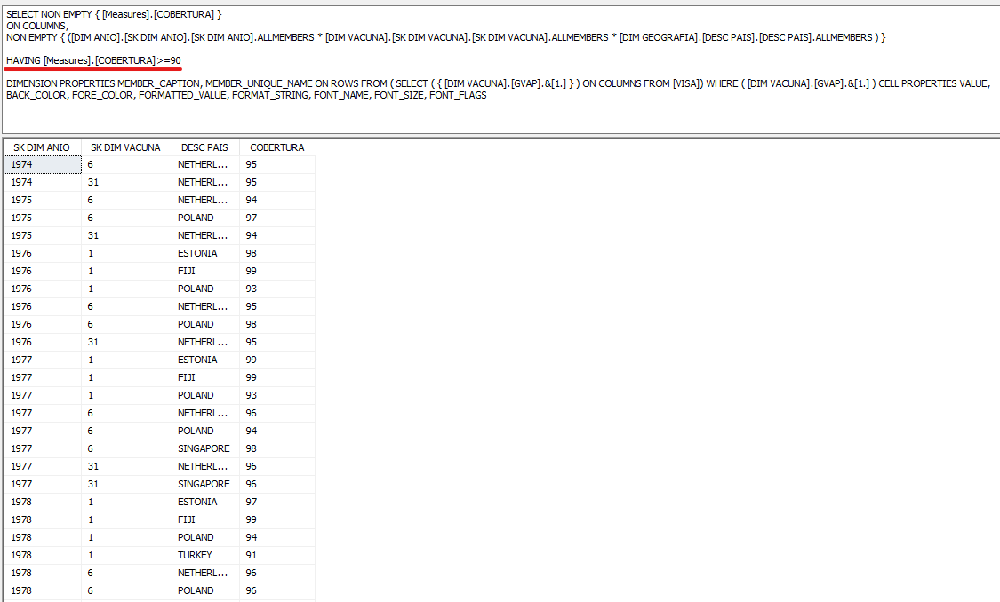 SELECT NON EMPTY { [Measures].[COBERTURA] }
ON COLUMNS,
NON EMPTY { ([DIM ANIO].[SK DIM ANIO].[SK DIM ANIO].ALLMEMBERS * [DIM VACUNA].[SK DIM VACUNA].[SK DIM VACUNA].ALLMEMBERS * [DIM GEOGRAFIA].[DESC PAIS].[DESC PAIS].ALLMEMBERS ) }
HAVING [Measures].[COBERTURA]>=90
DIMENSION PROPERTIES MEMBER_CAPTION, MEMBER_UNIQUE_NAME ON ROWS FROM ( SELECT ( { [DIM VACUNA].[GVAP].&[1.] } ) ON COLUMNS FROM [VISA]) WHERE ( [DIM VACUNA].[GVAP].&[1.] ) CELL PROPERTIES VALUE,
BACK_COLOR, FORE_COLOR, FORMATTED_VALUE, FORMAT_STRING, FONT_NAME, FONT_SIZE, FONT_FLAGS
SK DIM ANIO SK DIM VACUNA DESC PAIS COBERTURA
1974 6 NETHERL... 95
1974 31 NETHERL... 95
1975 6 NETHERL... 94
1975 6 POLAND 97
1975 31 NETHERL... 94
1976 1 ESTONIA 98
1976 1 FIJI 99
1976 1 POLAND 93
1976 6 NETHERL... 95
1976 6 POLAND 98
1976 31 NETHERL... 95
1977 1 ESTONIA 99
1977 1 FIJI 99
1977 1 POLAND 93
1977 6 NETHERL... 96
1977 6 POLAND 94
1977 6 SINGAPORE 98
1977 31 NETHERL... 96
1977 31 SINGAPORE 96
1978 1 ESTONIA 97
1978 1 FIJI 99
1978 1 POLAND 94
1978 1 TURKEY 91
1978 6 NETHERL... 96
1978 6 POLAND 96